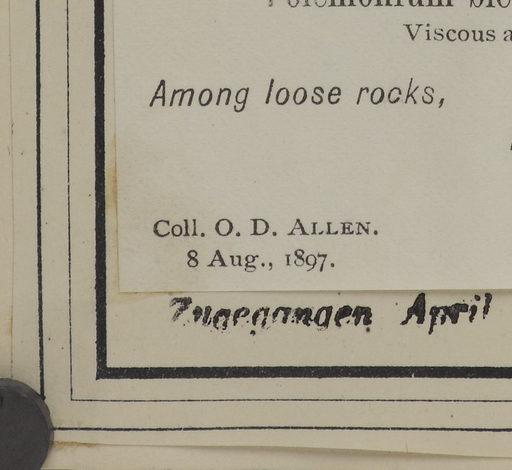 Viscous a
Among loose rocks,
Coll. O. D. ALLEN.
8 Aug., 1897.
Zugegangen April